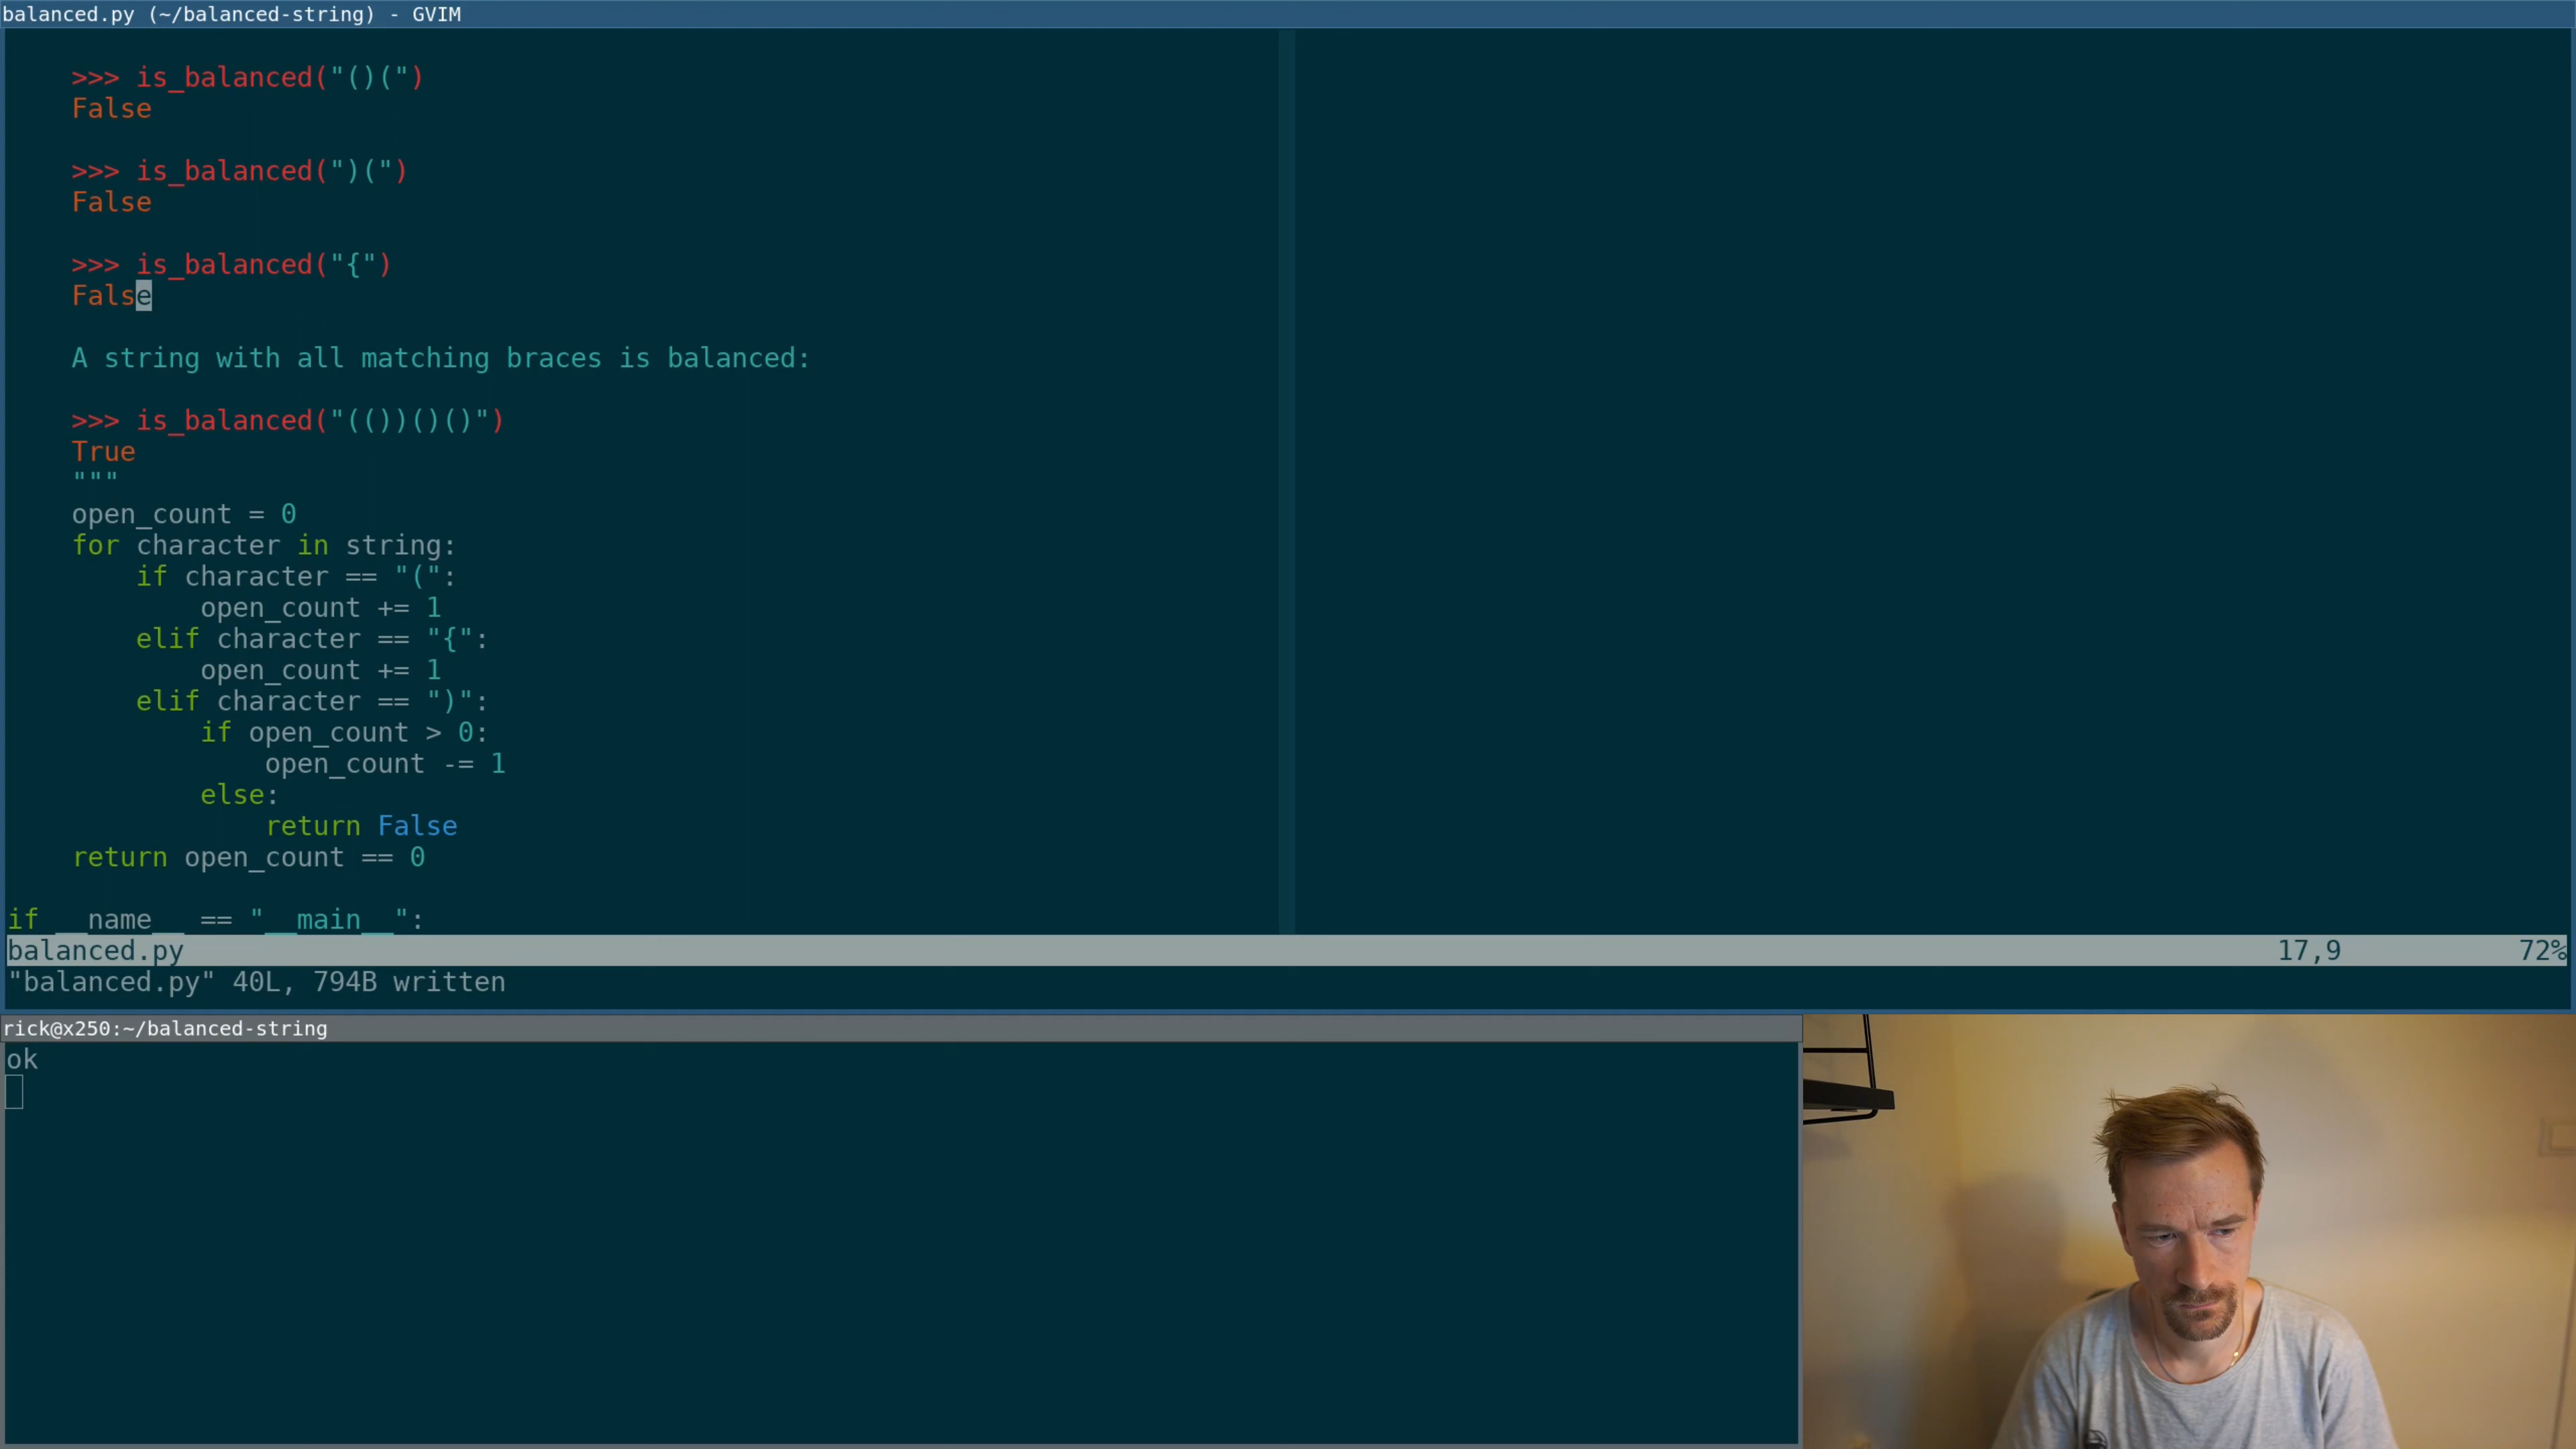 balanced.py (~/balanced-string) - GVIM
>>> is_balanced("()(")
False
>>> is_balanced(")(")
False
>>> is_balanced("{")
False
A string with all matching braces is balanced:
>>> is_balanced("(())()()")
True
"""
open_count = 0
for character in string:
if character == "(":
open_count += 1
elif character == "{":
open_count += 1
elif character == ")":
if open_count > 0:
open_count -= 1
else:
return False
return open_count == 0
if __name__ == "__main__":
balanced.py 17,9 72%
"balanced.py" 40L, 794B written
rick@x250:~/balanced-string
ok